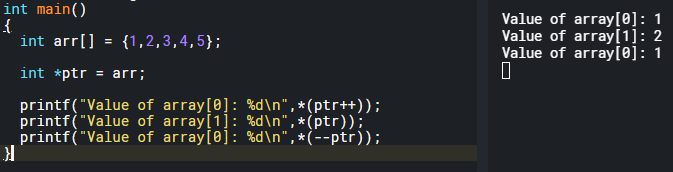 int main()
{
int arr[] = {1,2,3,4,5};
int *ptr = arr;
printf("Value of array[0]: %d\n",*(ptr++));
printf("Value of array[1]: %d\n",*(ptr));
printf("Value of array[0]: %d\n",*(--ptr));
}
Value of array[0]: 1
Value of array[1]: 2
Value of array[0]: 1